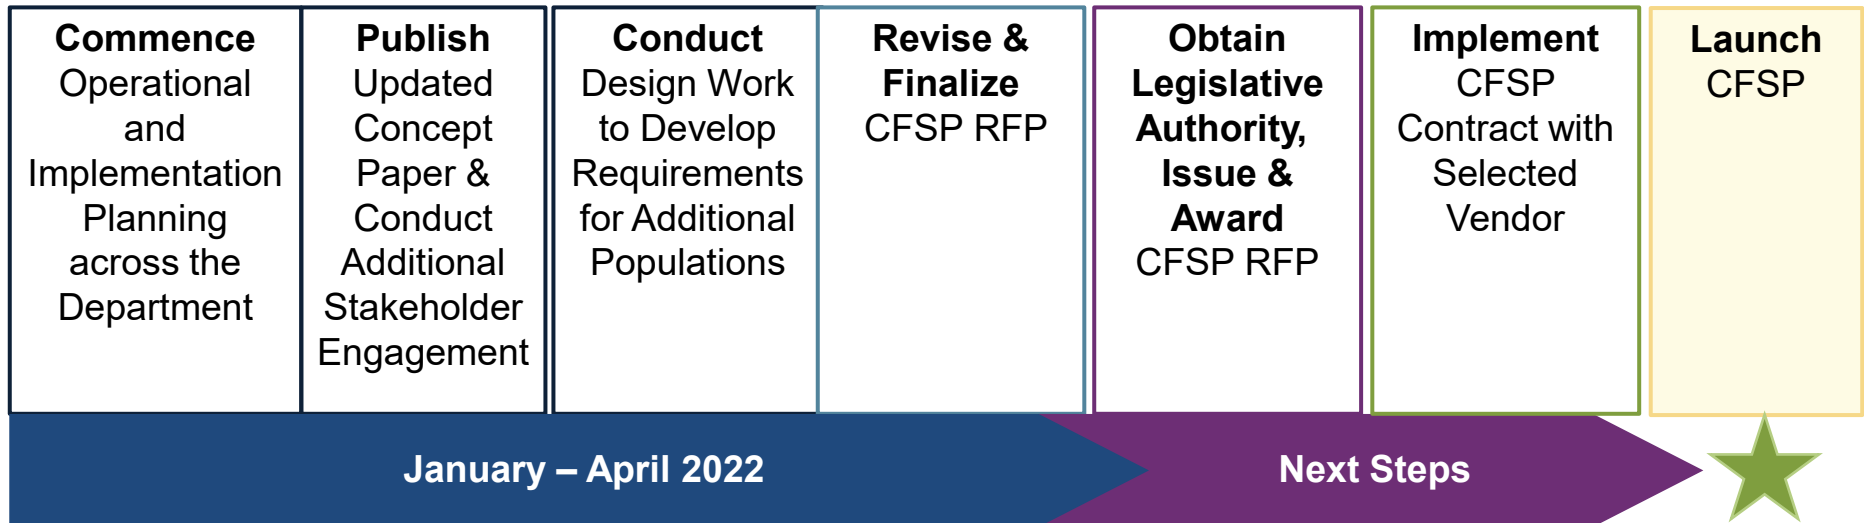 Commence
Operational
and
Implementation
Planning
across the
Department
Publish
Updated
Concept
Paper &
Conduct
Additional
Stakeholder
Engagement
Conduct
Design Work
to Develop
Requirements
for Additional
Populations
Revise &
Finalize
CFSP RFP
Obtain
Legislative
Authority,
Issue &
Award
CFSP RFP
Implement
CFSP
Contract with
Selected
Vendor
Launch
CFSP
January – April 2022
Next Steps